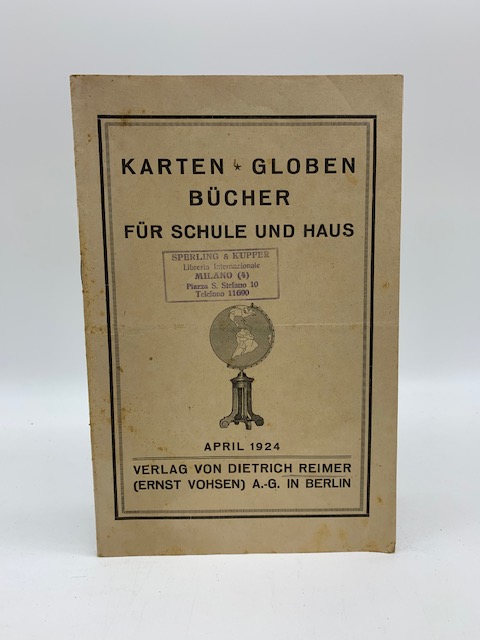 KARTEN * GLOBEN
BÜCHER
FÜR SCHULE UND HAUS
SPERLING & KUPFER
Libreria Internazionale
MILANO (4)
Piazza S. Stefano 10
Telefono 11690
APRIL 1924
VERLAG VON DIETRICH REIMER
(ERNST VOHSEN) A.-G. IN BERLIN